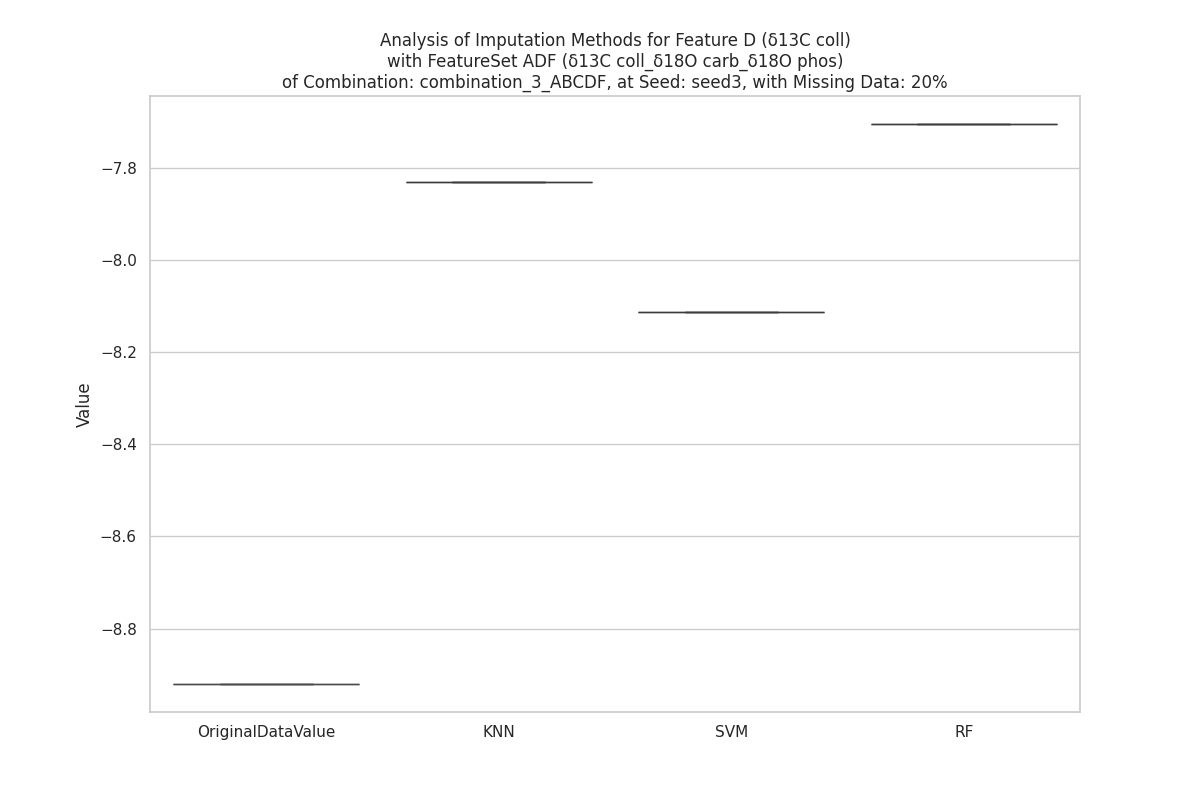 Analysis of Imputation Methods for Feature D (δ13C coll)
with FeatureSet ADF (δ13C coll_δ18O carb_δ18O phos)
of Combination: combination_3_ABCDF, at Seed: seed3, with Missing Data: 20%
Value
−7.8
−8.0
−8.2
−8.4
−8.6
−8.8
OriginalDataValue KNN SVM RF